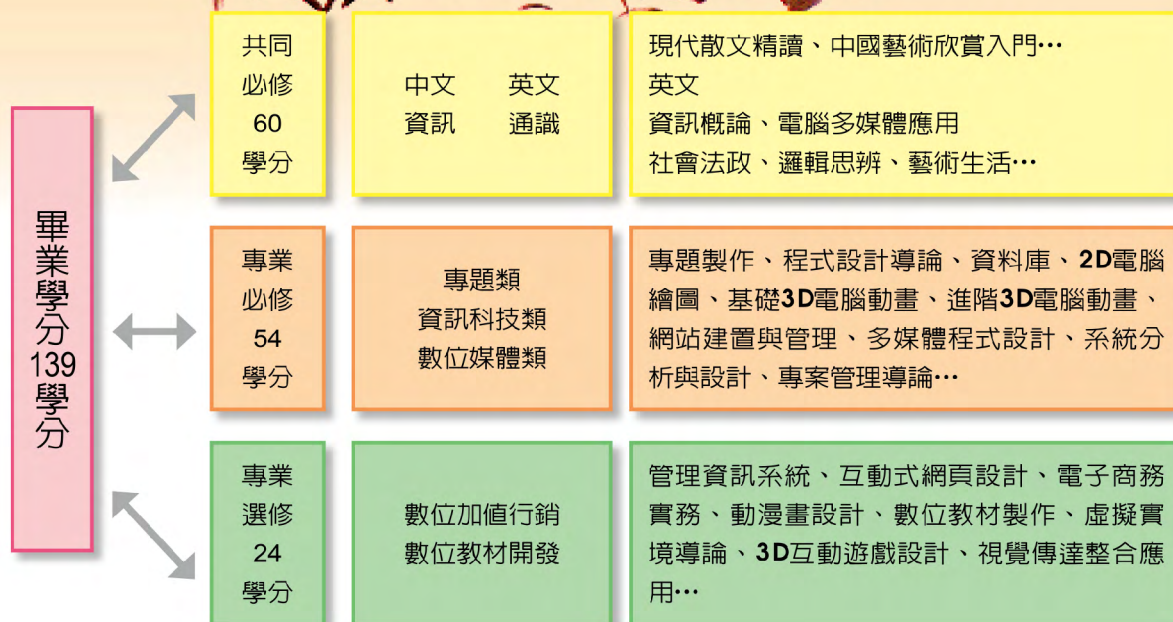 畢業學分139學分
共同
必修
60
學分
中文 英文
資訊 通識
現代散文精讀、中國藝術欣賞入門…
英文
資訊概論、電腦多媒體應用
社會法政、邏輯思辨、藝術生活…
專業
必修
54
學分
專題類
資訊科技類
數位媒體類
專題製作、程式設計導論、資料庫、2D電腦
繪圖、基礎3D電腦動畫、進階3D電腦動畫、
網站建置與管理、多媒體程式設計、系統分
析與設計、專案管理導論…
專業
選修
24
學分
數位加值行銷
數位教材開發
管理資訊系統、互動式網頁設計、電子商務
實務、動漫畫設計、數位教材製作、虛擬實
境導論、3D互動遊戲設計、視覺傳達整合應
用…